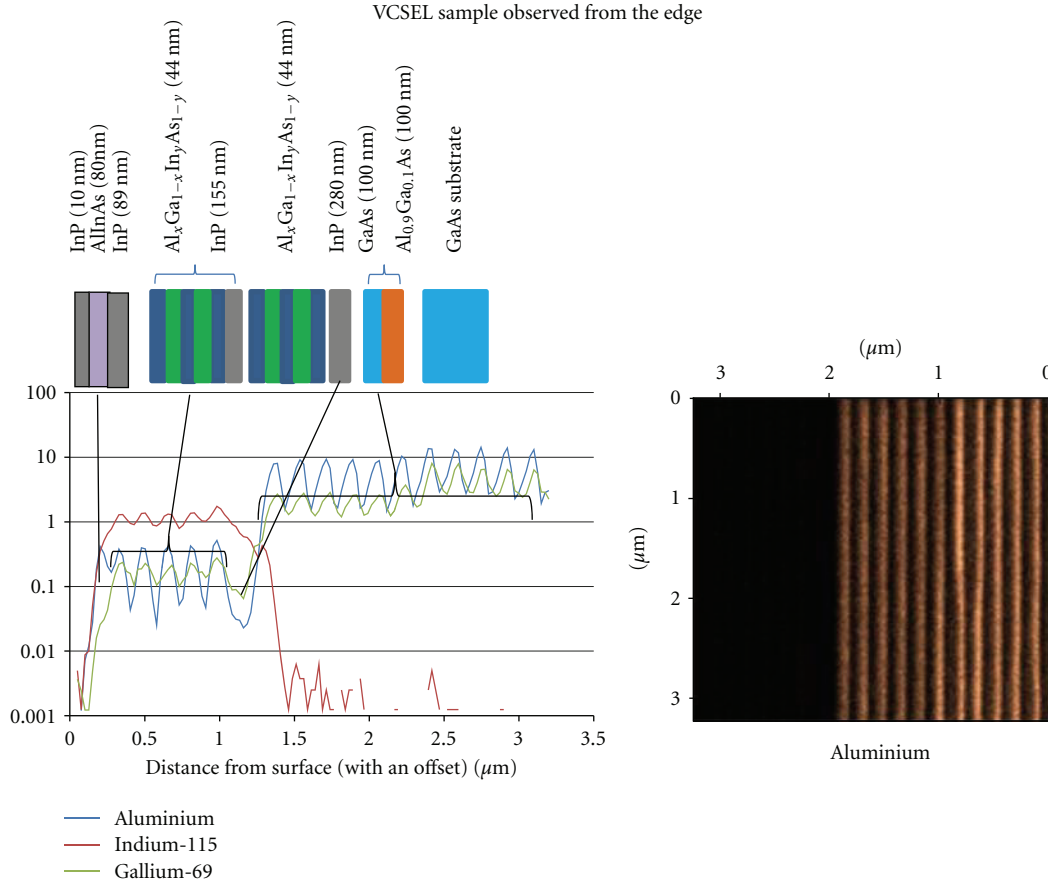 VCSEL sample observed from the edge
InP (10 nm)
AlInAs (80nm)
InP (89 nm)
AlxGa1−xInyAs1−y (44 nm)
InP (155 nm)
AlxGa1−xInyAs1−y (44 nm)
InP (280 nm)
GaAs (100 nm)
Al0.9Ga0.1As (100 nm)
GaAs substrate
100
10
1
0.1
0.01
0.001
0 0.5 1 1.5 2 2.5 3 3.5
Distance from surface (with an offset) (μm)
Aluminium
Indium-115
Gallium-69
(μm)
3 2 1 0
0
1
2
3
(μm)
Aluminium